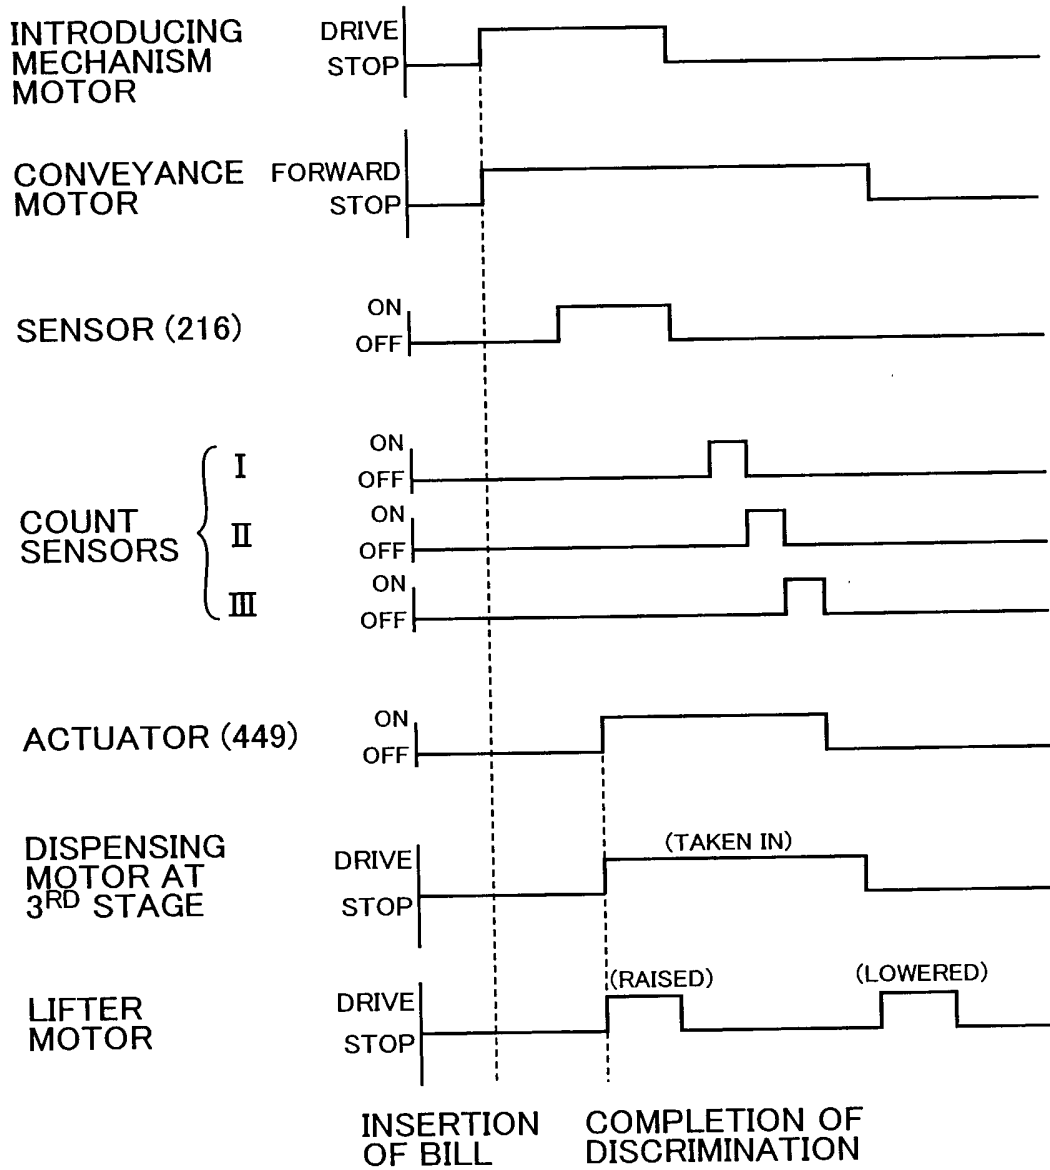 INTRODUCING
MECHANISM
MOTOR
DRIVE
STOP
CONVEYANCE
MOTOR
FORWARD
STOP
SENSOR (216)
ON
OFF
COUNT
SENSORS
I
ON
OFF
II
ON
OFF
III
ON
OFF
ACTUATOR (449)
ON
OFF
DISPENSING
MOTOR AT
3RD STAGE
DRIVE
STOP
(TAKEN IN)
LIFTER
MOTOR
DRIVE
STOP
(RAISED)
(LOWERED)
INSERTION
OF BILL
COMPLETION OF
DISCRIMINATION